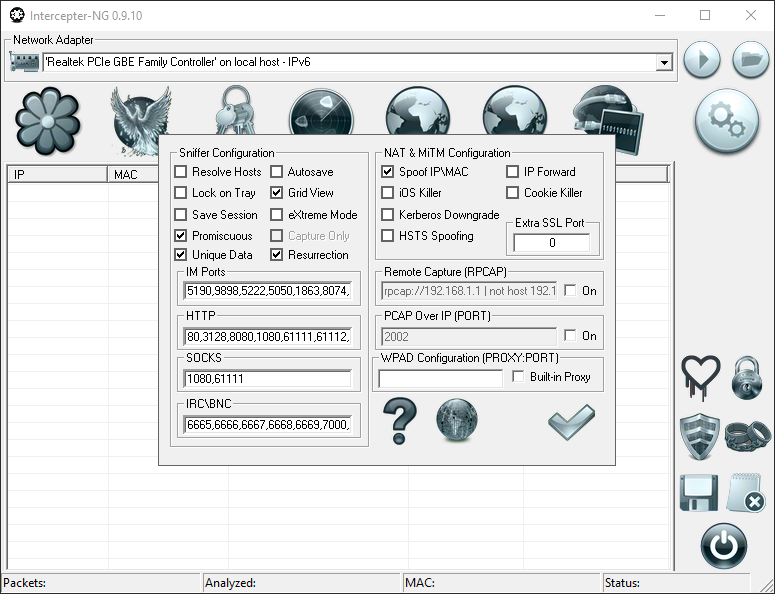 Intercepter-NG 0.9.10
Network Adapter
'Realtek PCIe GBE Family Controller' on local host - IPv6
IP MAC
Sniffer Configuration
Resolve Hosts Autosave
Lock on Tray Grid View
Save Session eXtreme Mode
Promiscuous Capture Only
Unique Data Resurrection
IM Ports
5190,9898,5222,5050,1863,8074,
HTTP
80,3128,8080,1080,61111,61112,
SOCKS
1080,61111
IRC\BNC
6665,6666,6667,6668,6669,7000,
NAT & MiTM Configuration
Spoof IP\MAC IP Forward
iOS Killer Cookie Killer
Kerberos Downgrade
HSTS Spoofing
Extra SSL Port
0
Remote Capture (RPCAP)
rpcap://192.168.1.1 | not host 192.1 On
PCAP Over IP (PORT)
2002 On
WPAD Configuration (PROXY:PORT)
Built-in Proxy
Packets: Analyzed: MAC: Status: